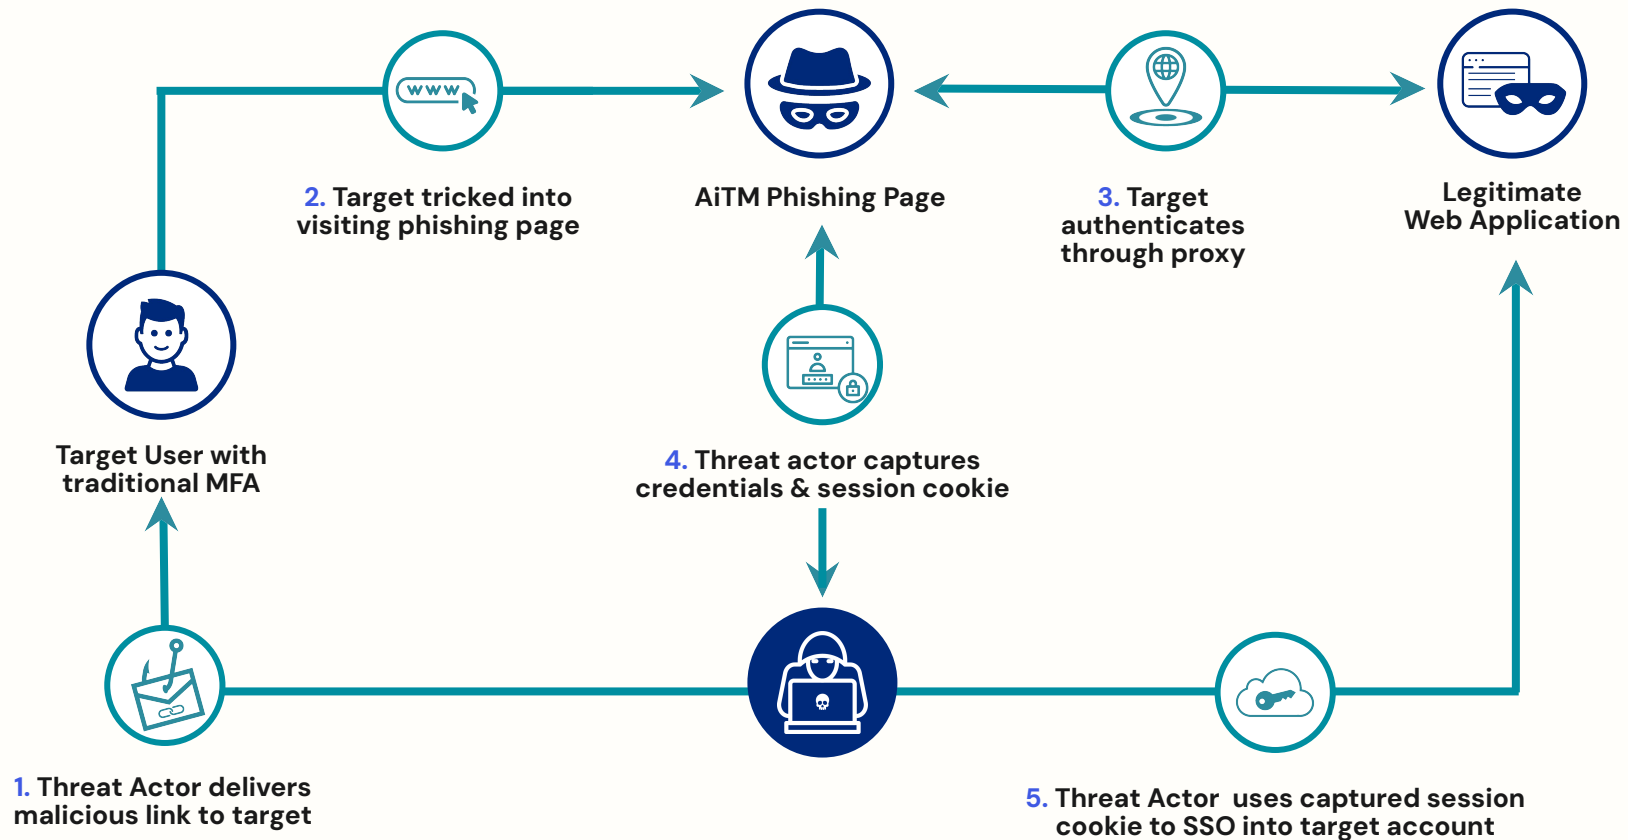 www
2. Target tricked into
visiting phishing page
AiTM Phishing Page
3. Target
authenticates
through proxy
Legitimate
Web Application
Target User with
traditional MFA
4. Threat actor captures
credentials & session cookie
1. Threat Actor delivers
malicious link to target
5. Threat Actor  uses captured session
cookie to SSO into target account